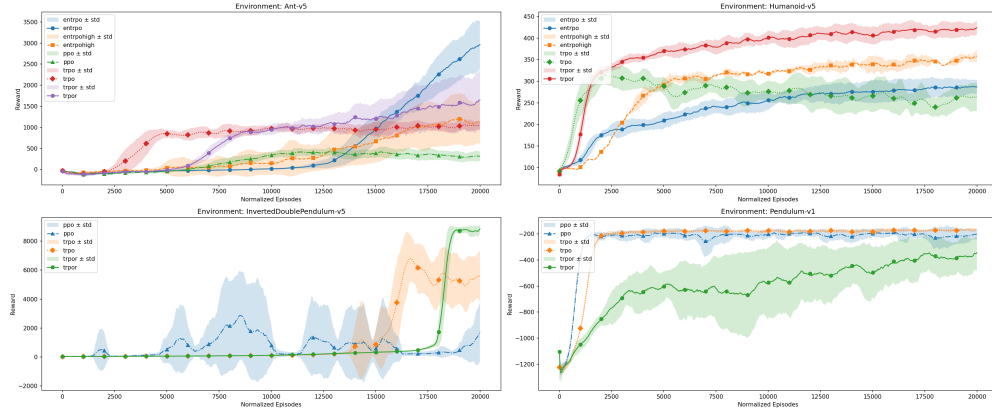 Environment: Ant-v5
Reward
3500
3000
2500
2000
1500
1000
500
0
entrpo ± std
entrpo
entrpohigh ± std
entrpohigh
ppo ± std
ppo
trpo ± std
trpo
trpor ± std
trpor
0
2500
5000
7500
10000
12500
15000
17500
20000
Normalized Episodes
Environment: Humanoid-v5
Reward
450
400
350
300
250
200
150
100
entrpo ± std
entrpo
entrpohigh ± std
entrpohigh
trpo ± std
trpo
trpor ± std
trpor
0
2500
5000
7500
10000
12500
15000
17500
20000
Normalized Episodes
Environment: InvertedDoublePendulum-v5
Reward
8000
6000
4000
2000
0
−2000
ppo ± std
ppo
trpo ± std
trpo
trpor ± std
trpor
0
2500
5000
7500
10000
12500
15000
17500
20000
Normalized Episodes
Environment: Pendulum-v1
Reward
−200
−400
−600
−800
−1000
−1200
ppo ± std
ppo
trpo ± std
trpo
trpor ± std
trpor
0
2500
5000
7500
10000
12500
15000
17500
20000
Normalized Episodes